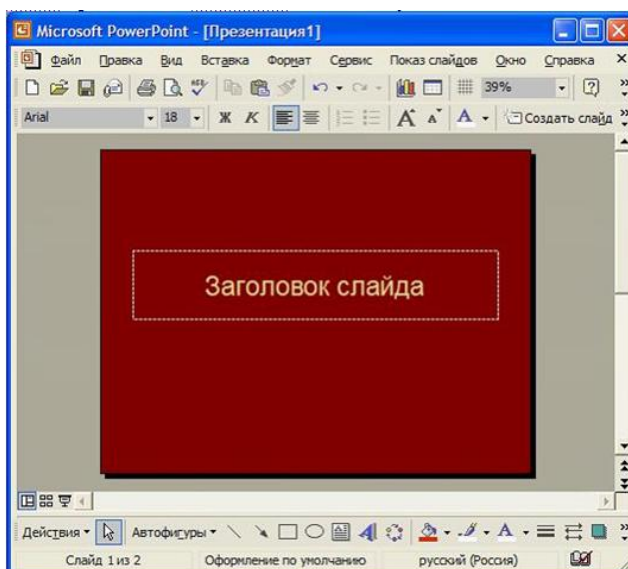 Microsoft PowerPoint - [Презентация1]
Файл Правка Вид Вставка Формат Сервис Показ слайдов Окно Справка
39%
Arial 18 Ж К А А А Создать слайд
Заголовок слайда
Действия Автофигуры А А
Слайд 1 из 2 Оформление по умолчанию русский (Россия)